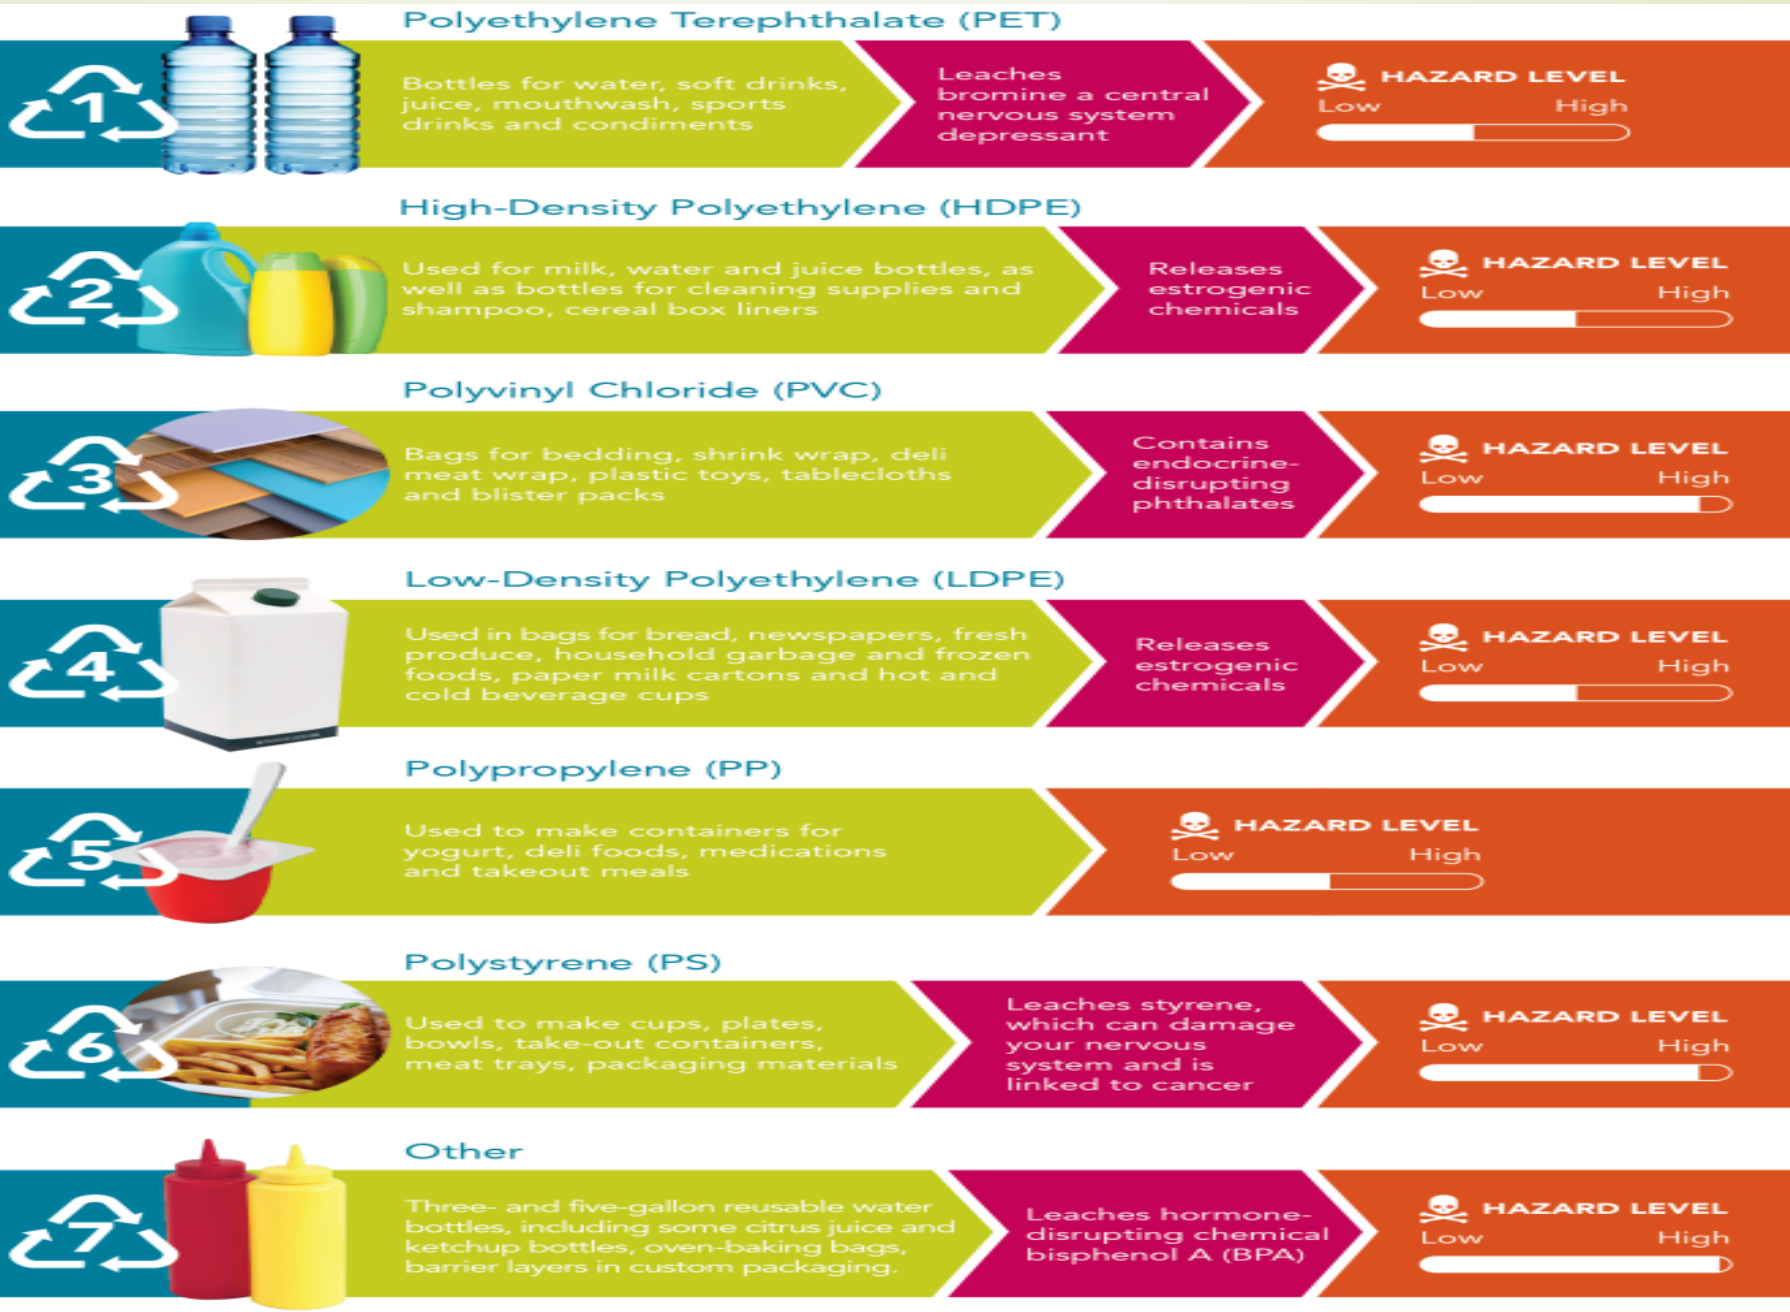 Polyethylene Terephthalate (PET)
1
Bottles for water, soft drinks,
juice, mouthwash, sports
drinks and condiments
Leaches
bromine a central
nervous system
depressant
HAZARD LEVEL
Low High
High-Density Polyethylene (HDPE)
2
Used for milk, water and juice bottles, as
well as bottles for cleaning supplies and
shampoo, cereal box liners
Releases
estrogenic
chemicals
HAZARD LEVEL
Low High
Polyvinyl Chloride (PVC)
3
Bags for bedding, shrink wrap, deli
meat wrap, plastic toys, tablecloths
and blister packs
Contains
endocrine-
disrupting
phthalates
HAZARD LEVEL
Low High
Low-Density Polyethylene (LDPE)
4
Used in bags for bread, newspapers, fresh
produce, household garbage and frozen
foods, paper milk cartons and hot and
cold beverage cups
Releases
estrogenic
chemicals
HAZARD LEVEL
Low High
Polypropylene (PP)
5
Used to make containers for
yogurt, deli foods, medications
and takeout meals
HAZARD LEVEL
Low High
Polystyrene (PS)
6
Used to make cups, plates,
bowls, take-out containers,
meat trays, packaging materials
Leaches styrene,
which can damage
your nervous
system and is
linked to cancer
HAZARD LEVEL
Low High
Other
7
Three- and five-gallon reusable water
bottles, including some citrus juice and
ketchup bottles, oven-baking bags,
barrier layers in custom packaging.
Leaches hormone-
disrupting chemical
bisphenol A (BPA)
HAZARD LEVEL
Low High